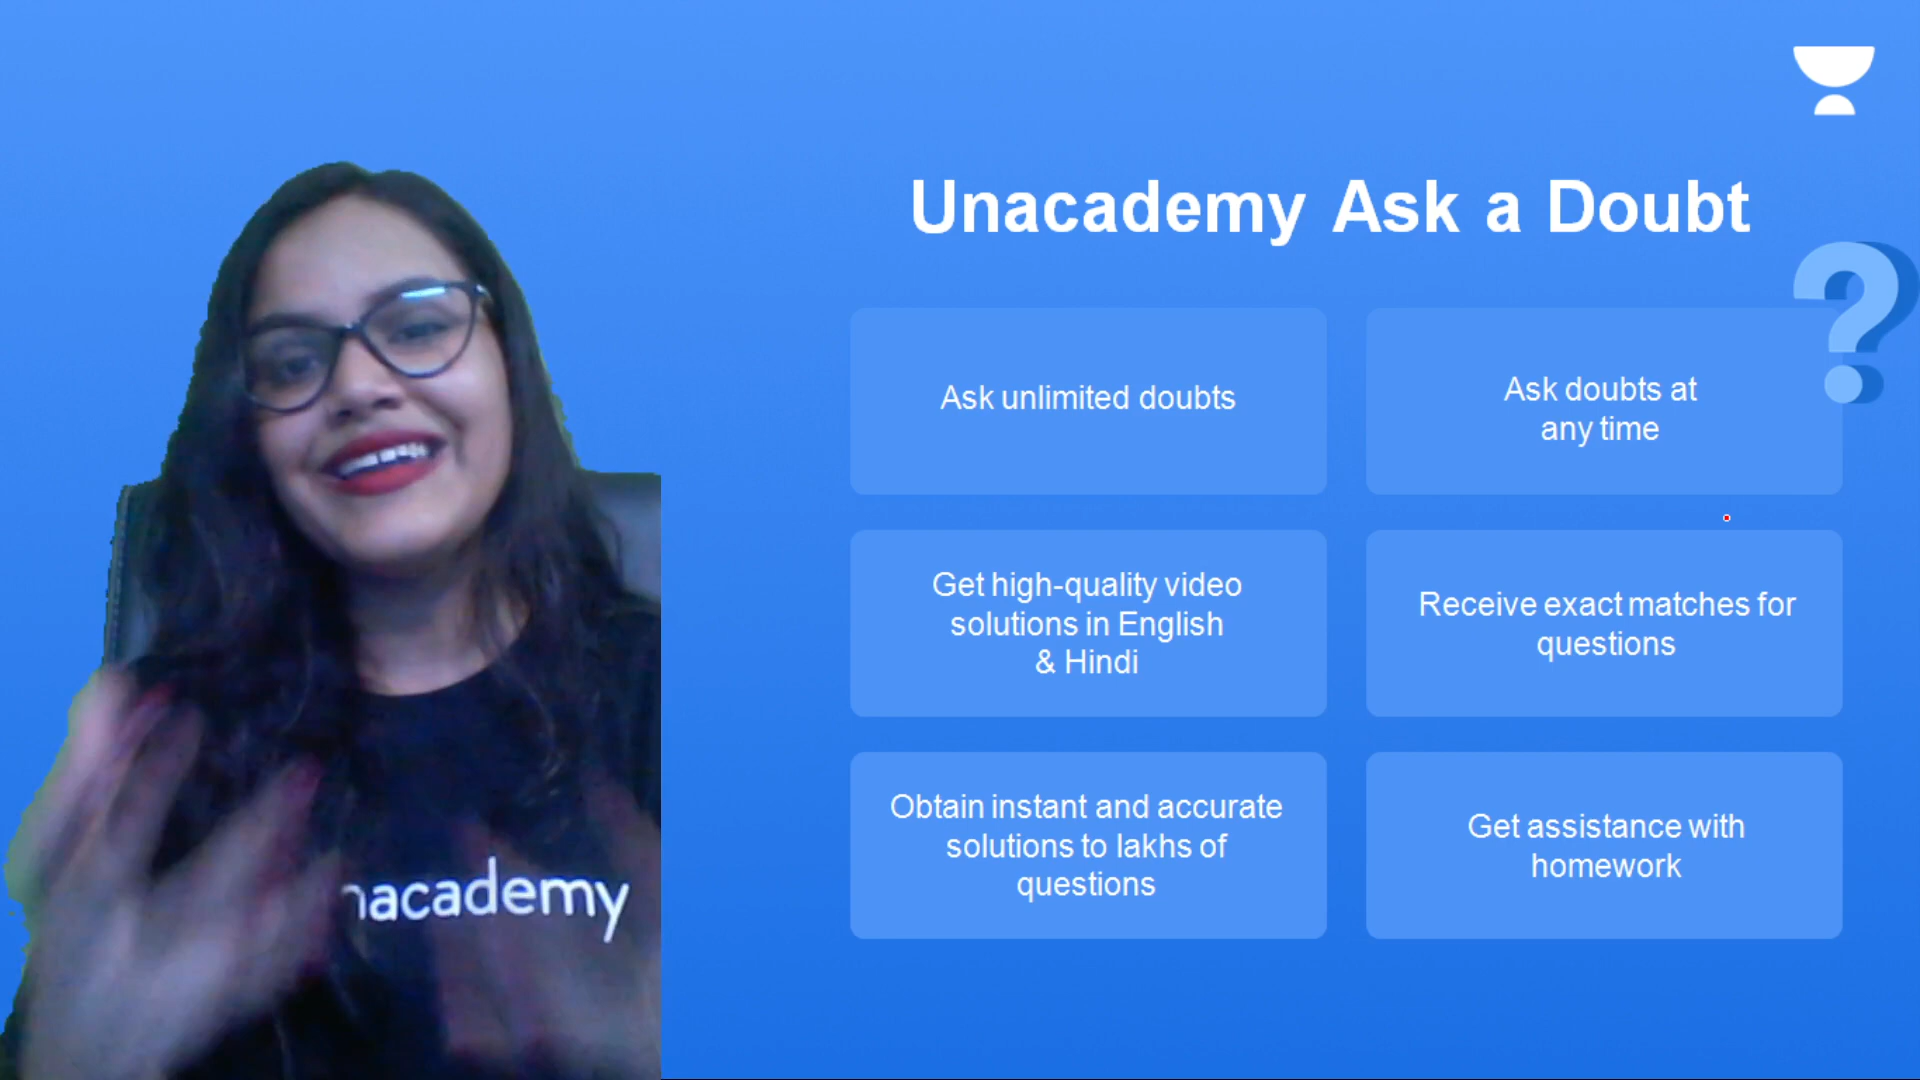 Unacademy Ask a Doubt
Ask unlimited doubts
Ask doubts at
any time
?
Get high-quality video
solutions in English
& Hindi
Receive exact matches for
questions
Obtain instant and accurate
solutions to lakhs of
questions
Get assistance with
homework
nacademy